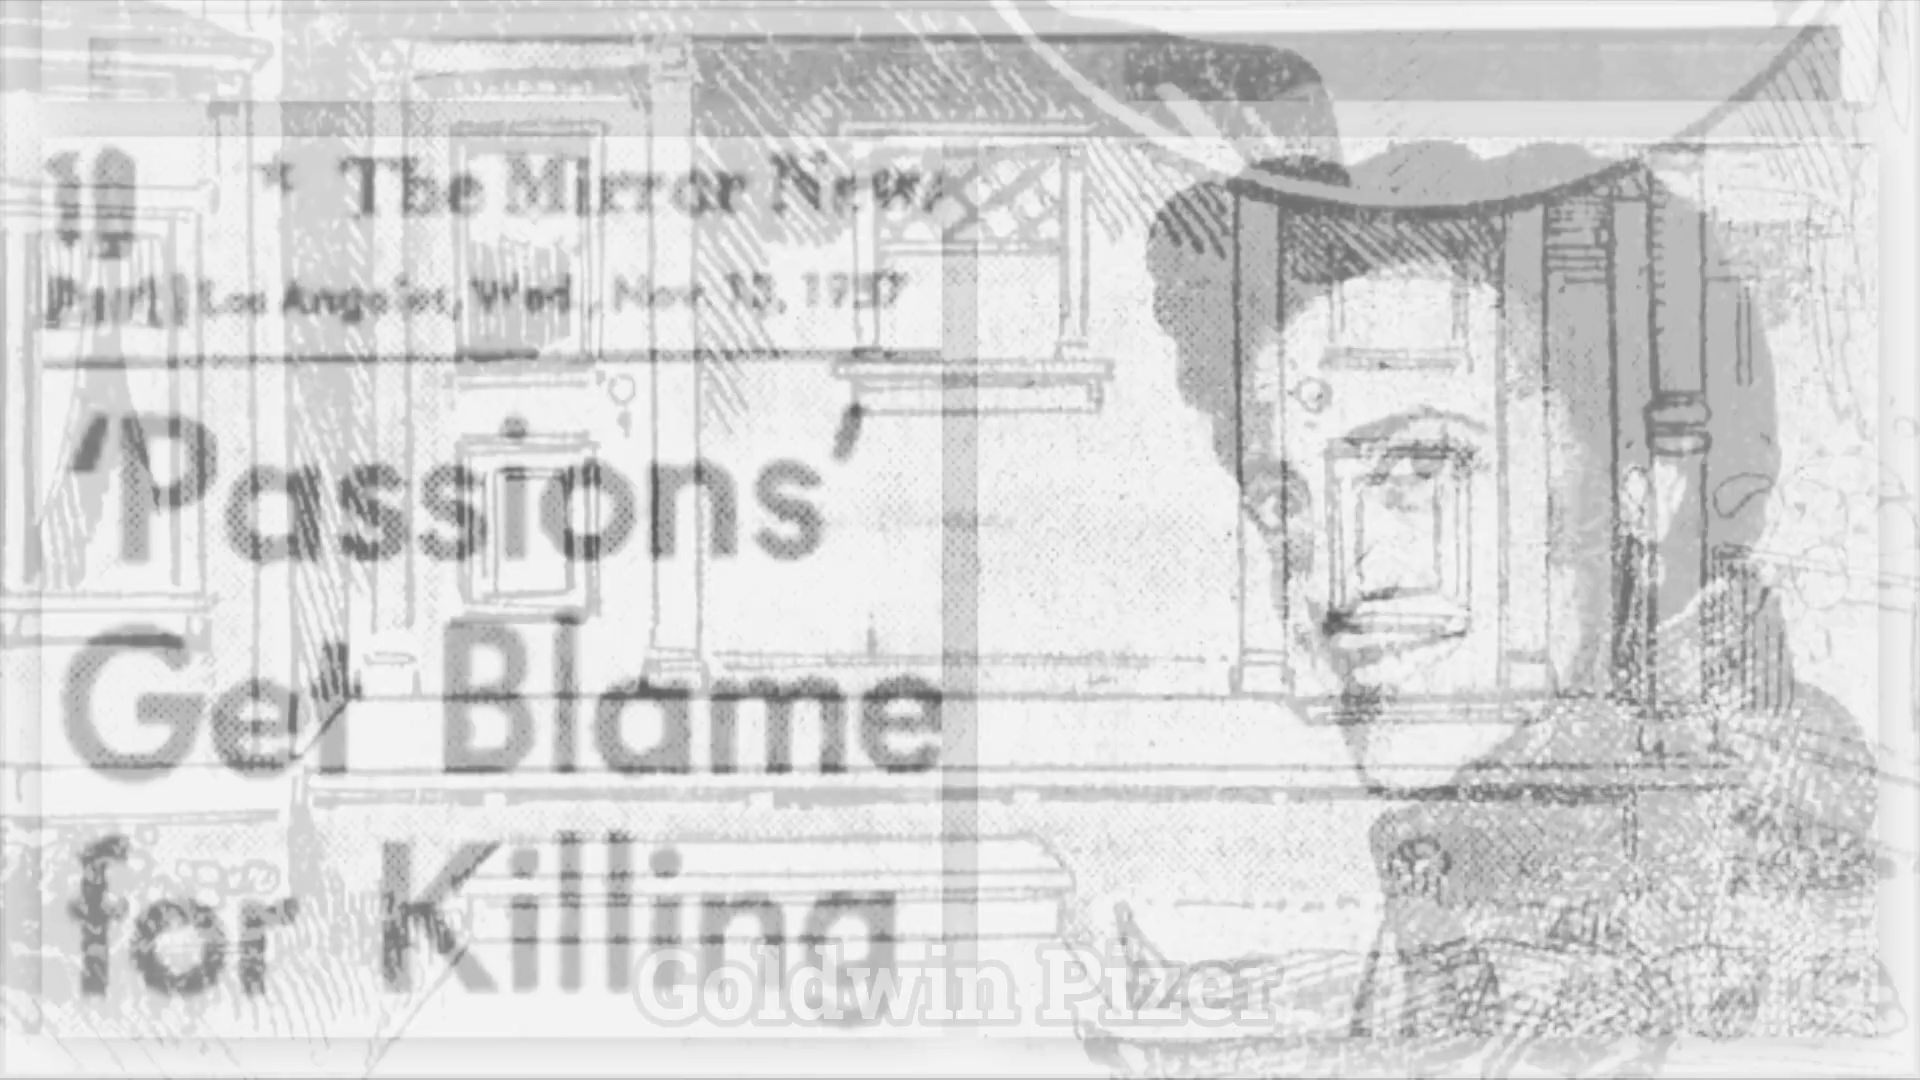 * The Mirror News
Los Angeles, Wed., Nov. 13, 1957
'Passions'
Get Blame
for Killing
Goldwin Pizer